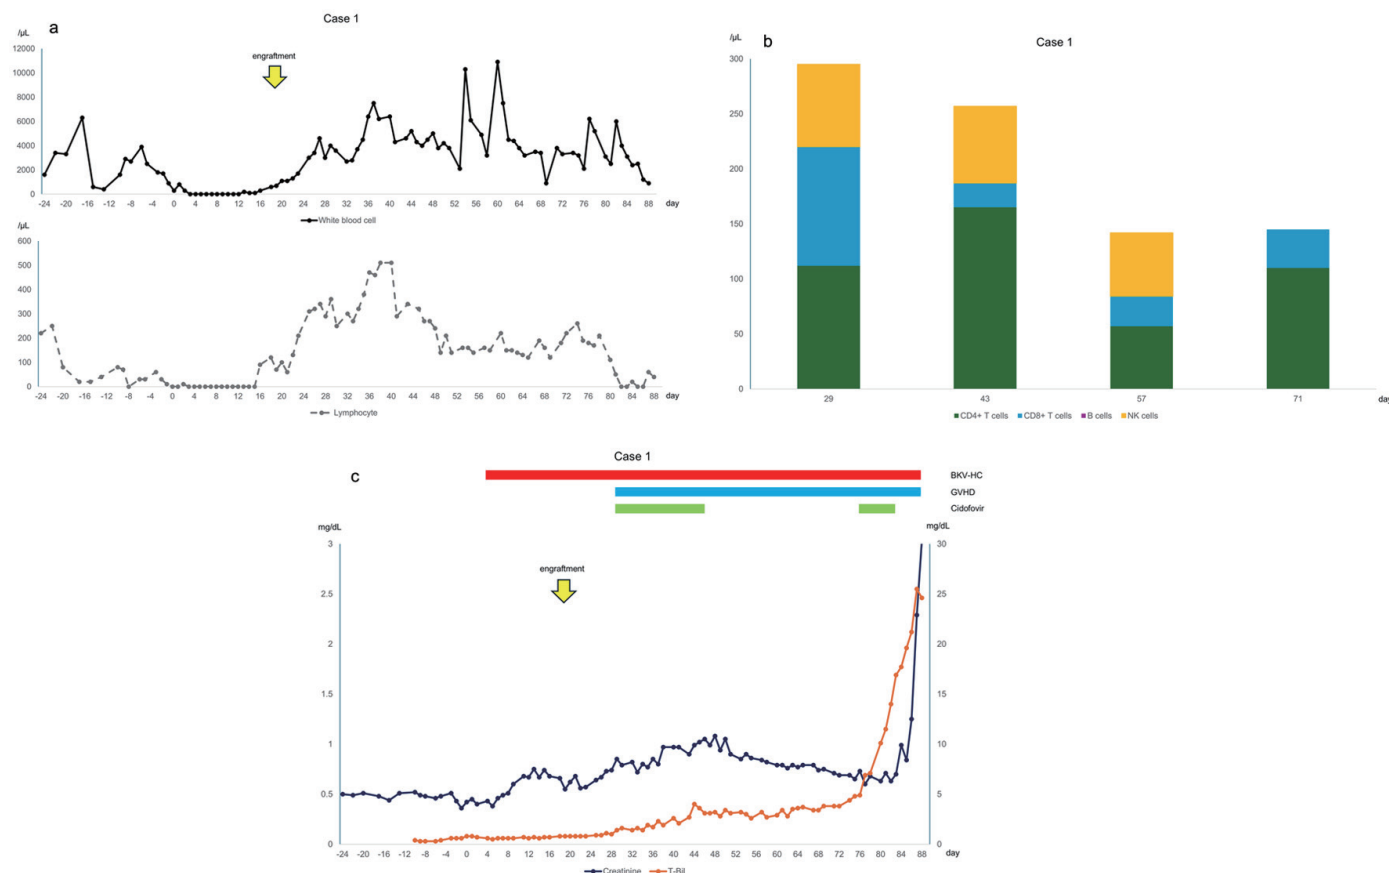 a
Case 1
/μL
engraftment
12000
10000
8000
6000
4000
2000
0
-24 -20 -16 -12 -8 -4 0 4 8 12 16 20 24 28 32 36 40 44 48 52 56 60 64 68 72 76 80 84 88 day
White blood cell
/μL
600
500
400
300
200
100
0
-24 -20 -16 -12 -8 -4 0 4 8 12 16 20 24 28 32 36 40 44 48 52 56 60 64 68 72 76 80 84 88 day
Lymphocyte
b
Case 1
/μL
300
250
200
150
100
50
0
29 43 57 71 day
CD4+ T cells CD8+ T cells B cells NK cells
c
Case 1
BKV-HC
GVHD
Cidofovir
mg/dL mg/dL
engraftment
3 30
2.5 25
2 20
1.5 15
1 10
0.5 5
0 0
-24 -20 -16 -12 -8 -4 0 4 8 12 16 20 24 28 32 36 40 44 48 52 56 60 64 68 72 76 80 84 88 day
Creatinine T-Bil